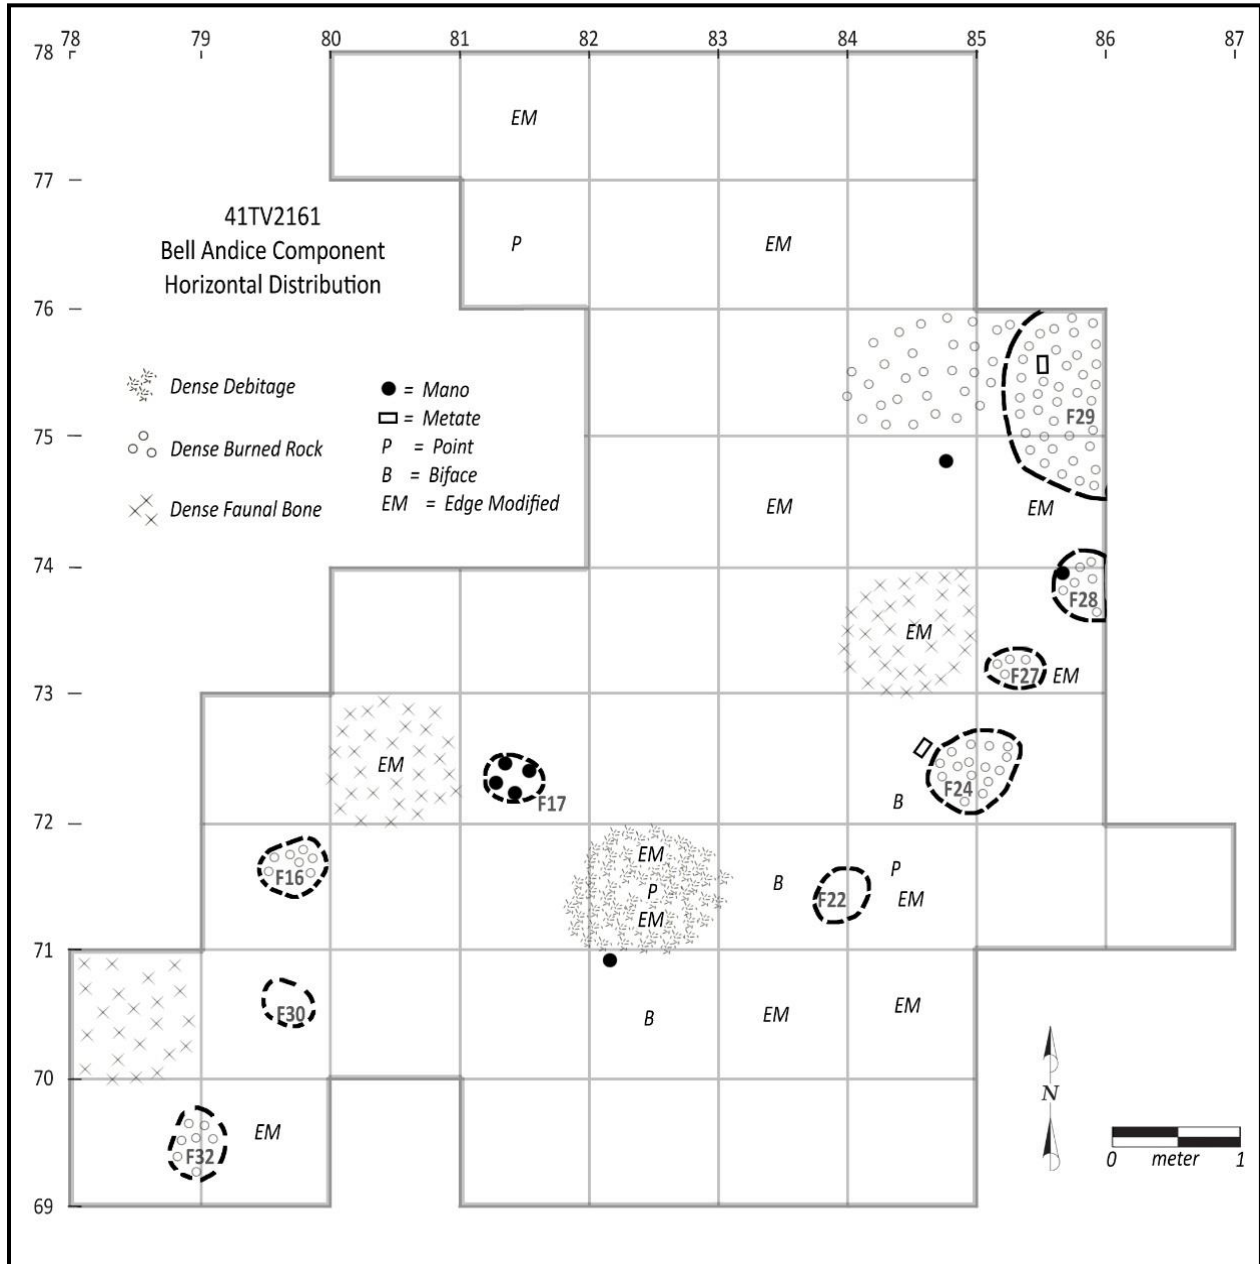 78 79 80 81 82 83 84 85 86 87
78
EM
77
41TV2161
Bell Andice Component
Horizontal Distribution
P EM
76
Dense Debitage
Dense Burned Rock
Dense Faunal Bone
= Mano
= Metate
P = Point
B = Biface
EM = Edge Modified
F29
75
EM EM
74
F28
EM
F27 EM
73
EM
F17
F24
B
72
F16
EM
P
EM
B
F22
P
EM
71
F30
B EM EM
70
F32
EM
69
N
0 meter 1